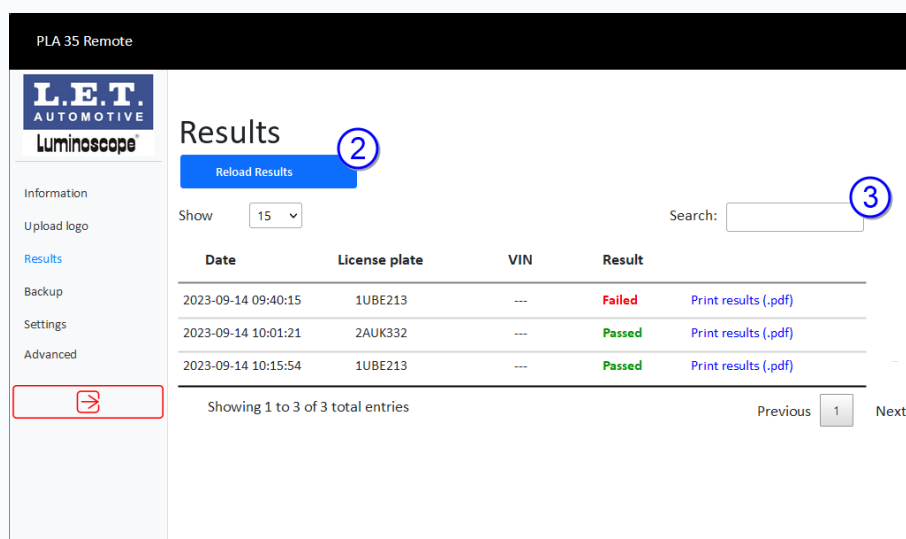 PLA 35 Remote
L.E.T.
AUTOMOTIVE
Luminoscope®
Information
Upload logo
Results
Backup
Settings
Advanced
Results
2
Reload Results
3
Show 15 Search:
Date License plate VIN Result
2023-09-14 09:40:15 1UBE213 --- Failed Print results (.pdf)
2023-09-14 10:01:21 2AUK332 --- Passed Print results (.pdf)
2023-09-14 10:15:54 1UBE213 --- Passed Print results (.pdf)
Showing 1 to 3 of 3 total entries Previous 1 Next